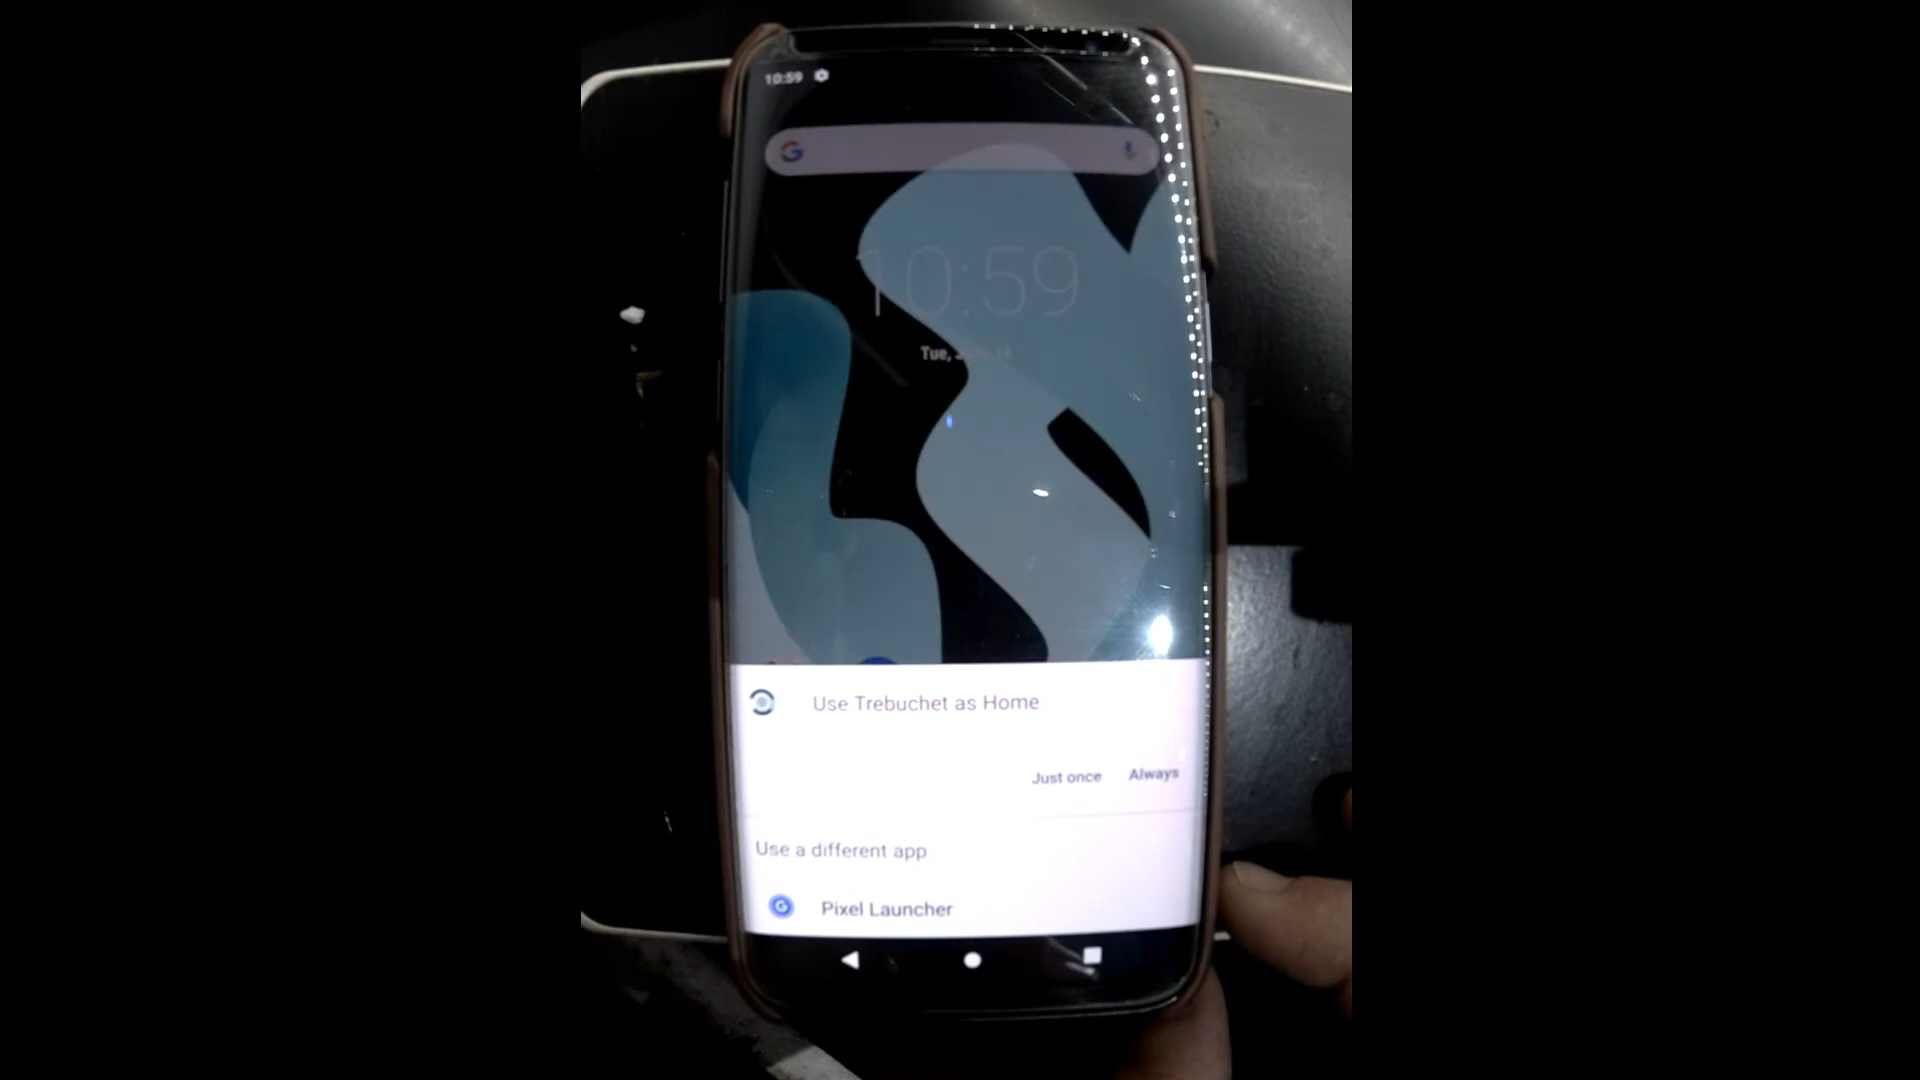 10:59
10:59
Tue,
Use Trebuchet as Home
Just once Always
Use a different app
Pixel Launcher